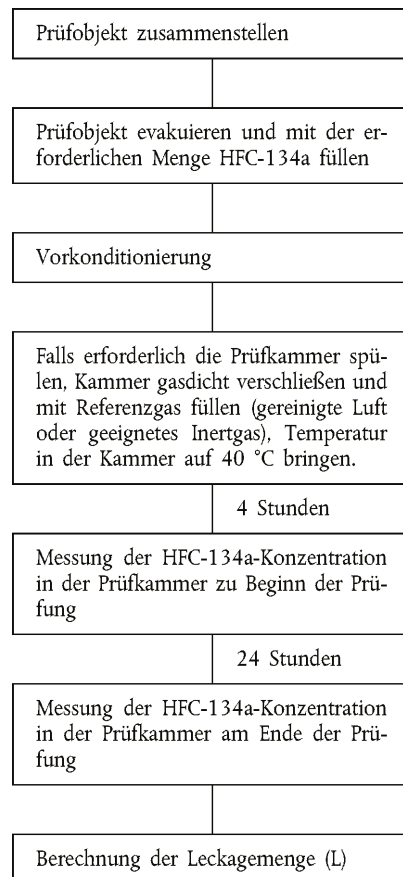 Prüfobjekt zusammenstellen
Prüfobjekt evakuieren und mit der er-
forderlichen Menge HFC-134a füllen
Vorkonditionierung
Falls erforderlich die Prüfkammer spü-
len, Kammer gasdicht verschließen und
mit Referenzgas füllen (gereinigte Luft
oder geeignetes Inertgas), Temperatur
in der Kammer auf 40 °C bringen.
4 Stunden
Messung der HFC-134a-Konzentration
in der Prüfkammer zu Beginn der Prü-
fung
24 Stunden
Messung der HFC-134a-Konzentration
in der Prüfkammer am Ende der Prü-
fung
Berechnung der Leckagemenge (L)